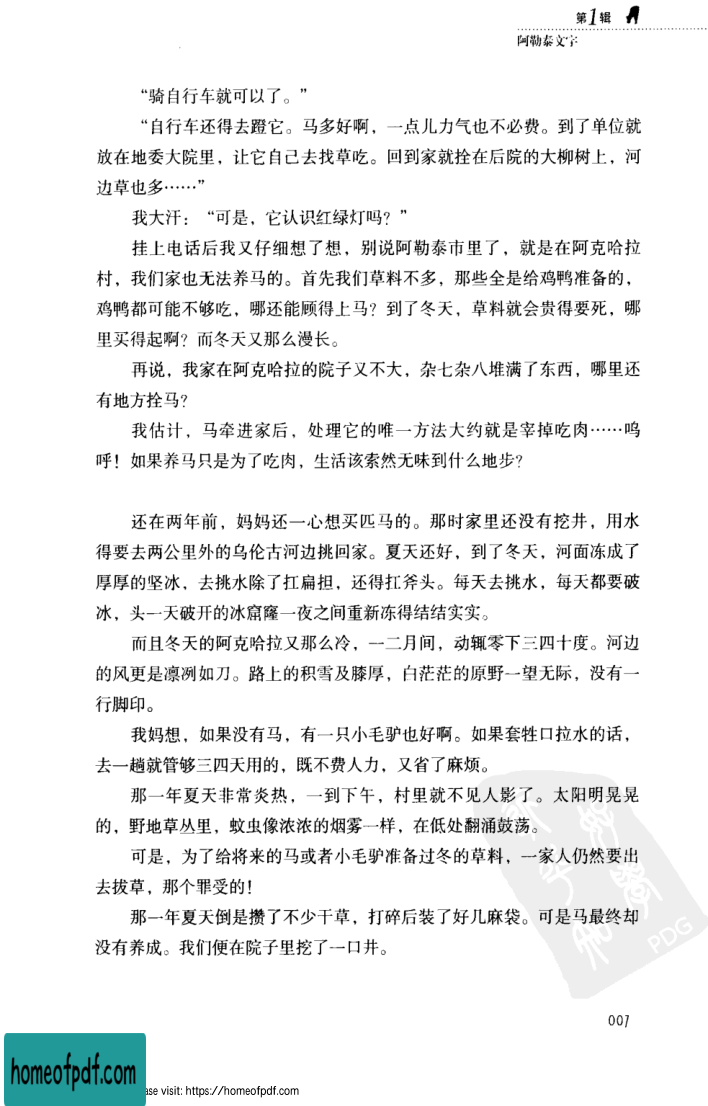 第1辑
阿勒泰文字
“骑自行车就可以了。”
“自行车还得去蹬它。马多好啊，一点儿力气也不必费。到了单位就
放在地委大院里，让它自己去找草吃。回到家就拴在后院的大柳树上，河
边草也多……”
我大汗：“可是，它认识红绿灯吗？”
挂上电话后我又仔细想了想，别说阿勒泰市里了，就是在阿克哈拉
村，我们家也无法养马的。首先我们草料不多，那些全是给鸡鸭准备的，
鸡鸭都可能不够吃，哪还能顾得上马？到了冬天，草料就会贵得要死，哪
里买得起啊？而冬天又那么漫长。
再说，我家在阿克哈拉的院子又不大，杂七杂八堆满了东西，哪里还
有地方拴马？
我估计，马牵进家后，处理它的唯一方法大约就是宰掉吃肉……呜
呼！如果养马只是为了吃肉，生活该索然无味到什么地步？
还在两年前，妈妈还一心想买匹马的。那时家里还没有挖井，用水
得要去两公里外的乌伦古河边挑回家。夏天还好，到了冬天，河面冻成了
厚厚的坚冰，去挑水除了扛扁担，还得扛斧头。每天去挑水，每天都要破
冰，头一天破开的冰窟窿一夜之间重新冻得结结实实。
而且冬天的阿克哈拉又那么冷，一二月间，动辄零下三四十度。河边
的风更是凛冽如刀。路上的积雪及膝厚，白茫茫的原野一望无际，没有一
行脚印。
我妈想，如果没有马，有一只小毛驴也好啊。如果套牲口拉水的话，
去一趟就管够三四天用的，既不费人力，又省了麻烦。
那一年夏天非常炎热，一到下午，村里就不见人影了。太阳明晃晃
的，野地草丛里，蚊虫像浓浓的烟雾一样，在低处翻涌鼓荡。
可是，为了给将来的马或者小毛驴准备过冬的草料，一家人仍然要出
去拔草，那个罪受的！
那一年夏天倒是攒了不少干草，打碎后装了好几麻袋。可是马最终却
没有养成。我们便在院子里挖了一口井。
PDG
007
homeofpdf.com
ase visit: https://homeofpdf.com